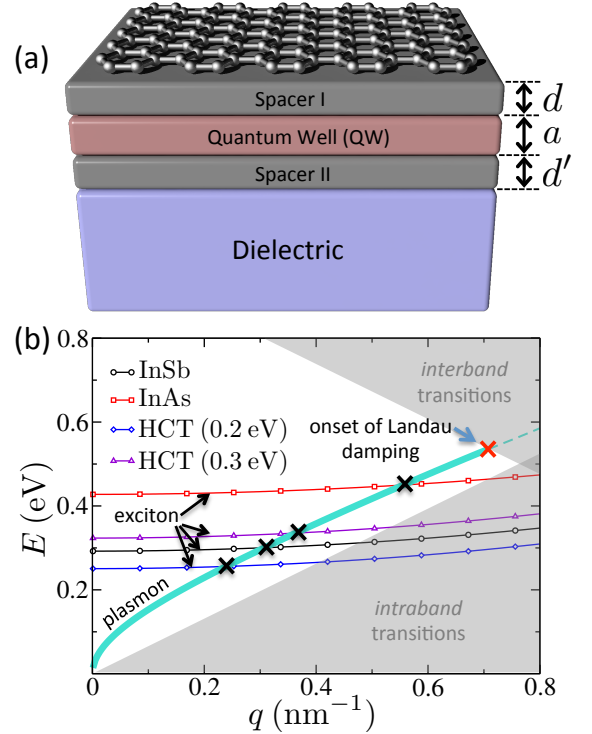 (a)
Spacer I
d
Quantum Well (QW)
a
Spacer II
d′
Dielectric
(b)
0.8
InSb
InAs
HCT (0.2 eV)
HCT (0.3 eV)
interband
transitions
onset of Landau
damping
0.6
0.4
0.2
E (eV)
exciton
plasmon
intraband
transitions
0
0.2
0.4
0.6
0.8
q (nm⁻¹)